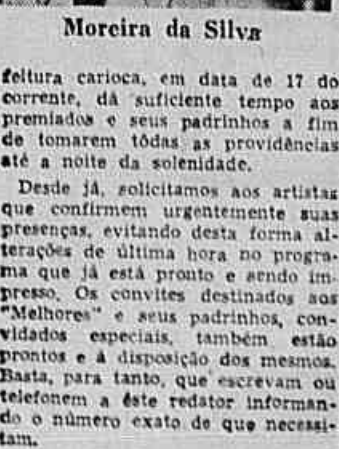 Moreira da Silva
feitura carioca, em data de 17 do
corrente, dá suficiente tempo aos
premiados e seus padrinhos a fim
de tomarem tôdas as providências
até a noite da solenidade.
Desde já, solicitamos aos artistas
que confirmem urgentemente suas
presenças, evitando desta forma al-
terações de última hora no progra-
ma que já está pronto e sendo im-
presso. Os convites destinados aos
"Melhores" e seus padrinhos, con-
vidados especiais, também estão
prontos e à disposição dos mesmos.
Basta, para tanto, que escrevam ou
telefonem a êste redator informan-
do o número exato de que necessi-
tam.